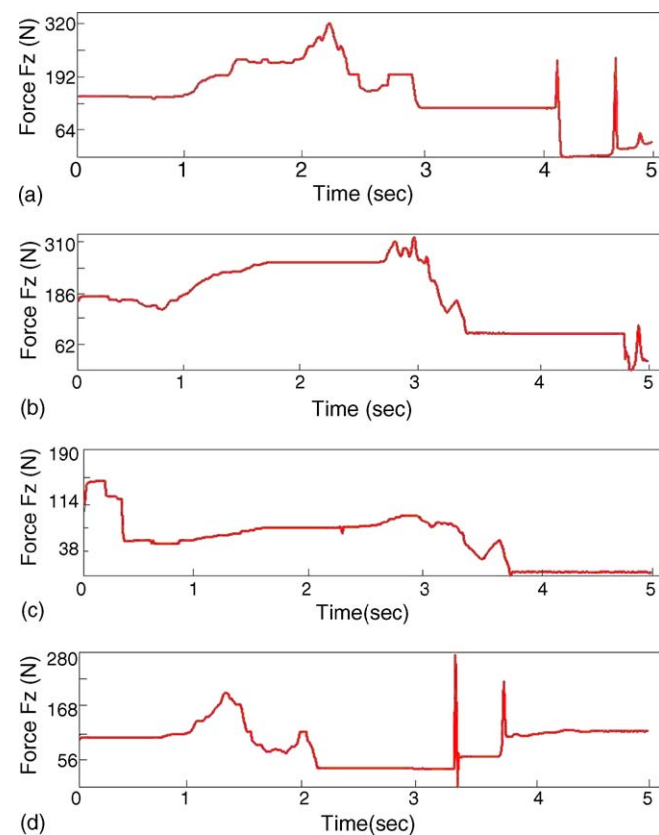 Force Fz (N)
320
192
64
0 1 2 3 4 5
Time (sec)
(a)
Force Fz (N)
310
186
62
0 1 2 3 4 5
Time (sec)
(b)
Force Fz (N)
190
114
38
0 1 2 3 4 5
Time(sec)
(c)
Force Fz (N)
280
168
56
0 1 2 3 4 5
Time(sec)
(d)